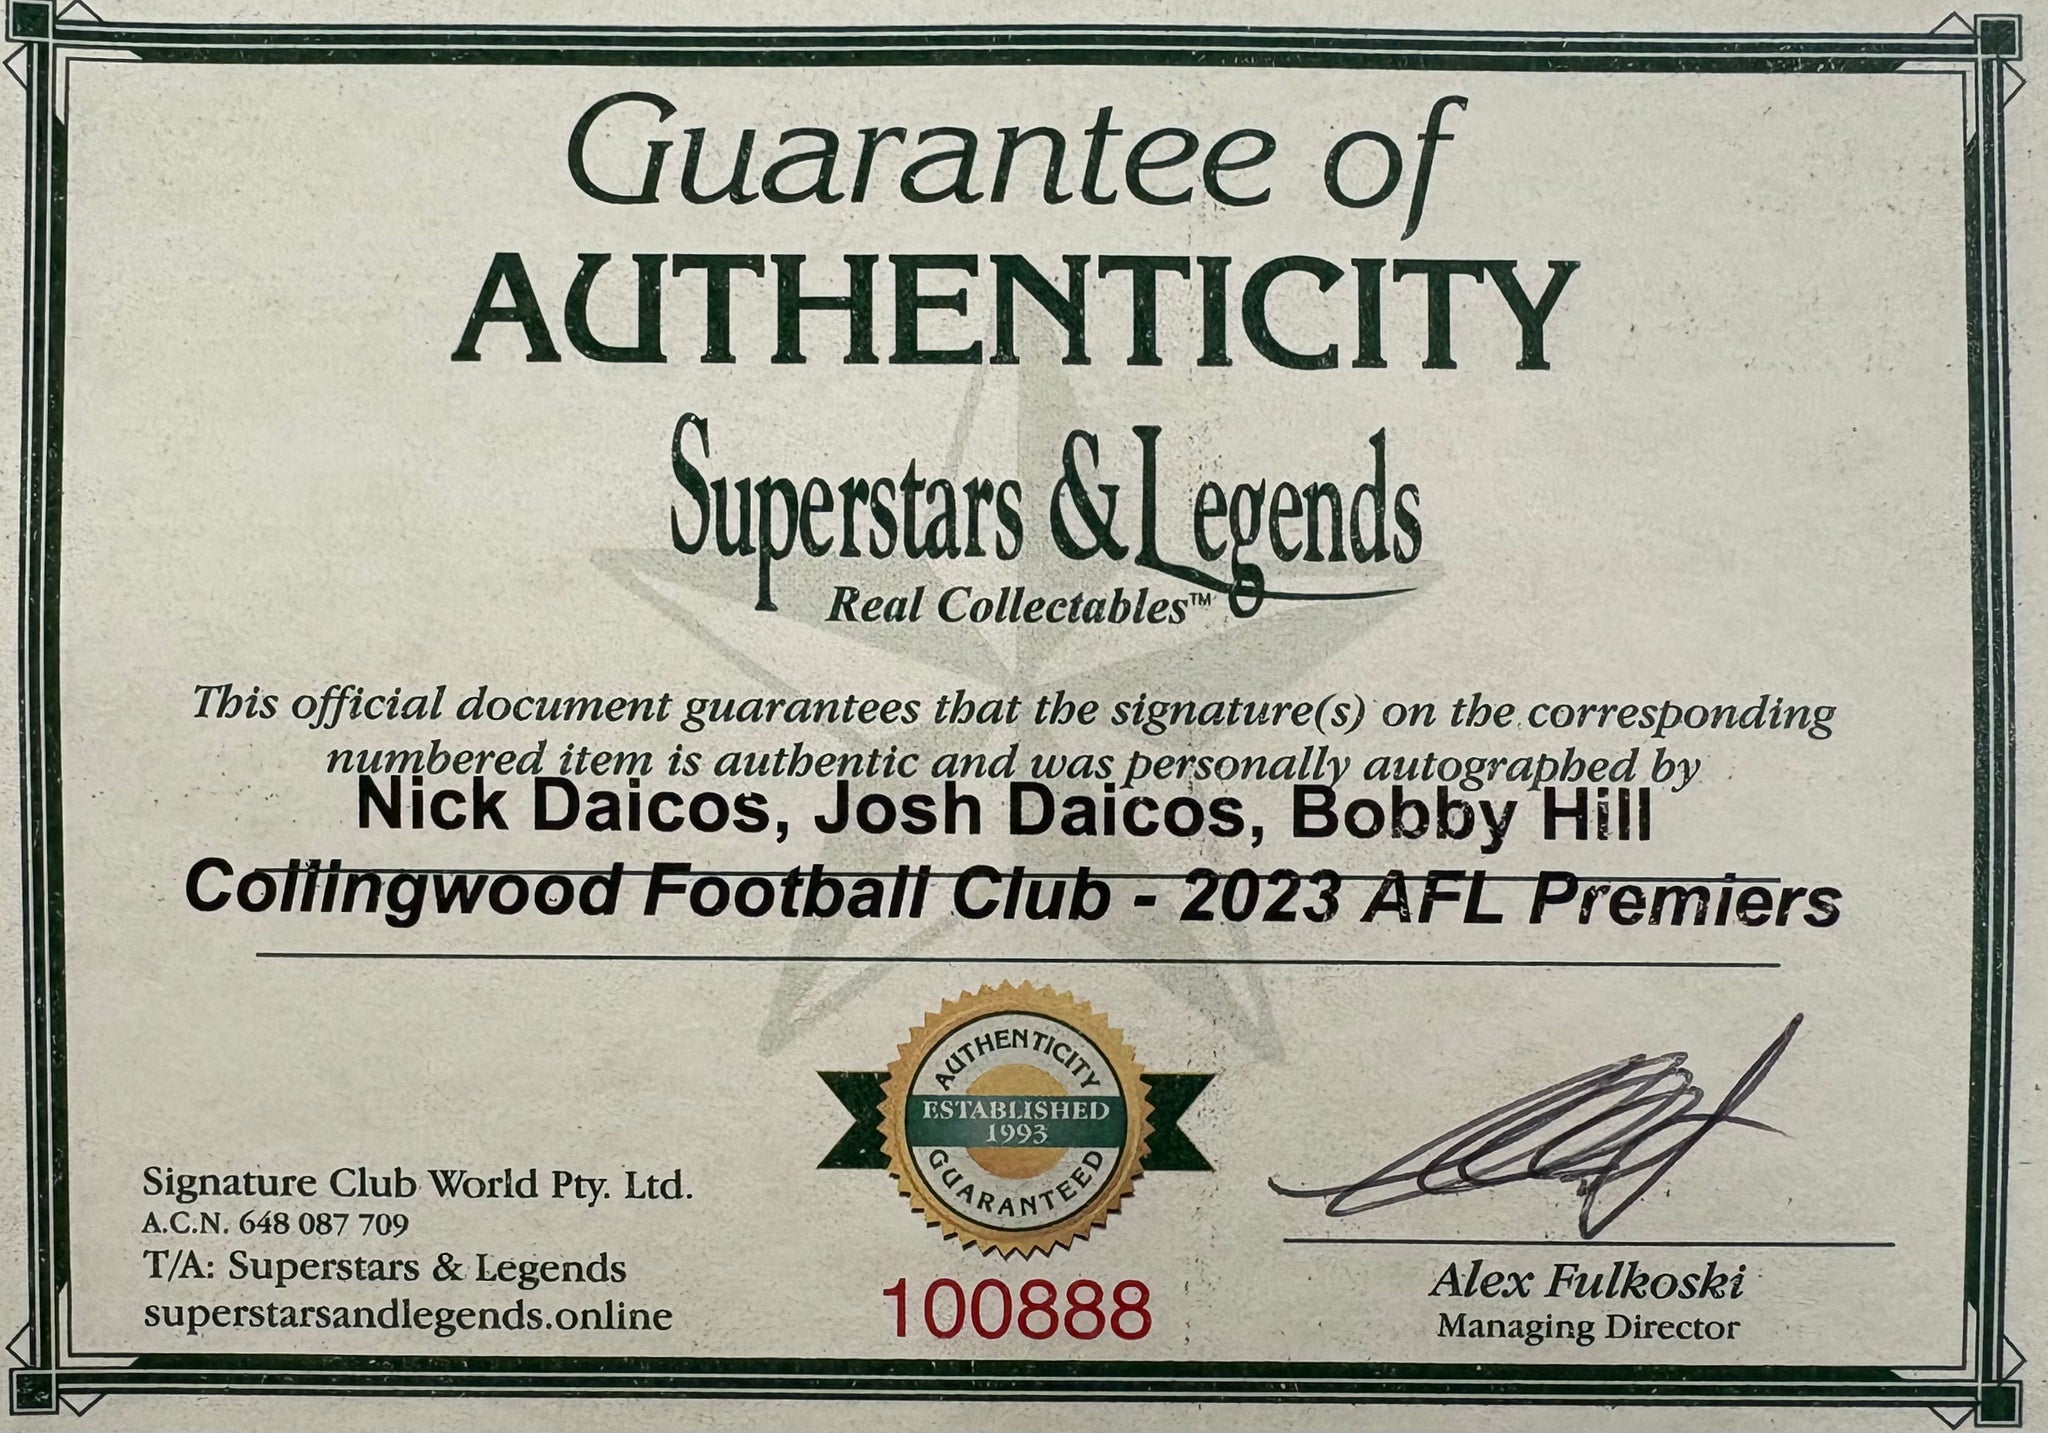 Guarantee of
AUTHENTICITY
Superstars & Legends
Real Collectables™
This official document guarantees that the signature(s) on the corresponding
numbered item is authentic and was personally autographed by
Nick Daicos, Josh Daicos, Bobby Hill
Collingwood Football Club - 2023 AFL Premiers
AUTHENTICITY
ESTABLISHED
1993
GUARANTEED
100888
Signature Club World Pty. Ltd.
A.C.N. 648 087 709
T/A: Superstars & Legends
superstarsandlegends.online
Alex Fulkoski
Managing Director